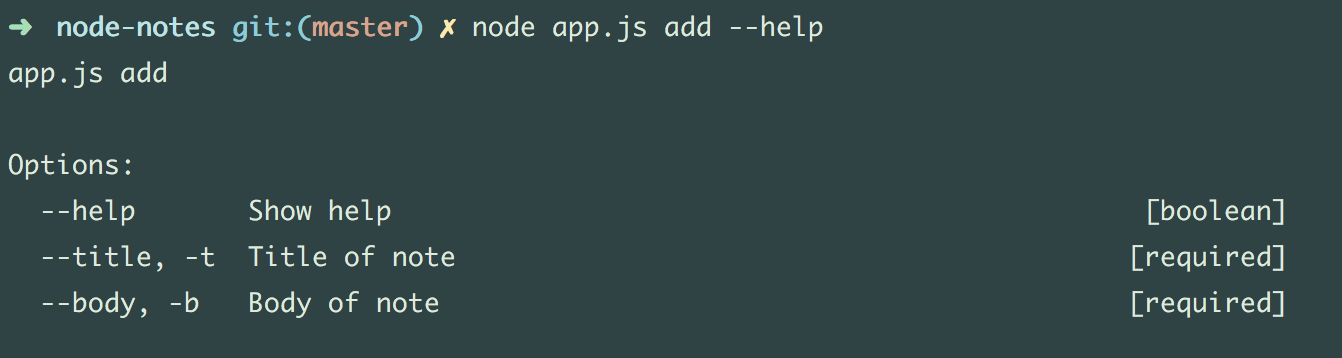 ➜ node-notes git:(master) ✗ node app.js add --help
app.js add
Options:
--help Show help [boolean]
--title, -t Title of note [required]
--body, -b Body of note [required]